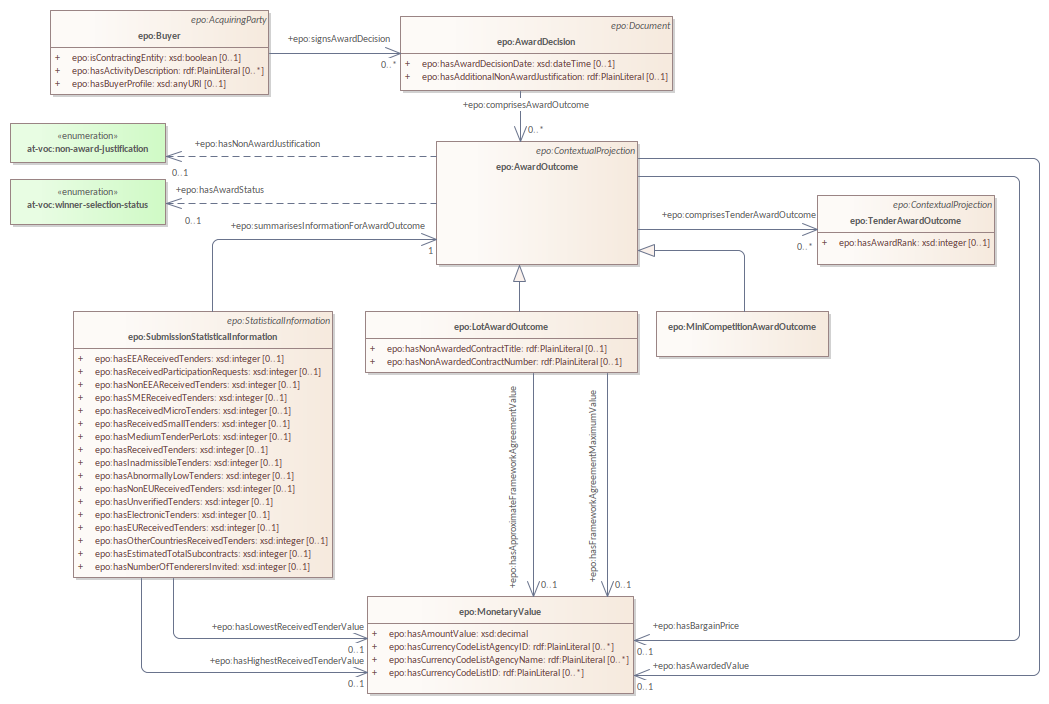 epo:AcquiringParty
epo:Buyer
+ epo:isContractingEntity: xsd:boolean [0..1]
+ epo:hasActivityDescription: rdf:PlainLiteral [0..*]
+ epo:hasBuyerProfile: xsd:anyURI [0..1]
+epo:signsAwardDecision
0..*
epo:Document
epo:AwardDecision
+ epo:hasAwardDecisionDate: xsd:dateTime [0..1]
+ epo:hasAdditionalNonAwardJustification: rdf:PlainLiteral [0..1]
+epo:comprisesAwardOutcome
0..*
«enumeration»
at-voc:non-award-justification
+epo:hasNonAwardJustification
0..1
«enumeration»
at-voc:winner-selection-status
+epo:hasAwardStatus
0..1
epo:ContextualProjection
epo:AwardOutcome
+epo:summarisesInformationForAwardOutcome
1
+epo:comprisesTenderAwardOutcome
0..*
epo:ContextualProjection
epo:TenderAwardOutcome
+ epo:hasAwardRank: xsd:integer [0..1]
epo:StatisticalInformation
epo:SubmissionStatisticalInformation
+ epo:hasEEAReceivedTenders: xsd:integer [0..1]
+ epo:hasReceivedParticipationRequests: xsd:integer [0..1]
+ epo:hasNonEEAReceivedTenders: xsd:integer [0..1]
+ epo:hasSMEReceivedTenders: xsd:integer [0..1]
+ epo:hasReceivedMicroTenders: xsd:integer [0..1]
+ epo:hasReceivedSmallTenders: xsd:integer [0..1]
+ epo:hasMediumTenderPerLots: xsd:integer [0..1]
+ epo:hasReceivedTenders: xsd:integer [0..1]
+ epo:hasInadmissibleTenders: xsd:integer [0..1]
+ epo:hasAbnormallyLowTenders: xsd:integer [0..1]
+ epo:hasNonEUReceivedTenders: xsd:integer [0..1]
+ epo:hasUnverifiedTenders: xsd:integer [0..1]
+ epo:hasElectronicTenders: xsd:integer [0..1]
+ epo:hasEUReceivedTenders: xsd:integer [0..1]
+ epo:hasOtherCountriesReceivedTenders: xsd:integer [0..1]
+ epo:hasEstimatedTotalSubcontracts: xsd:integer [0..1]
+ epo:hasNumberOfTenderersInvited: xsd:integer [0..1]
epo:LotAwardOutcome
+ epo:hasNonAwardedContractTitle: rdf:PlainLiteral [0..1]
+ epo:hasNonAwardedContractNumber: rdf:PlainLiteral [0..1]
epo:MiniCompetitionAwardOutcome
+epo:hasApproximateFrameworkAgreementValue
0..1
+epo:hasFrameworkAgreementMaximumValue
0..1
+epo:hasLowestReceivedTenderValue
0..1
+epo:hasHighestReceivedTenderValue
0..1
epo:MonetaryValue
+ epo:hasAmountValue: xsd:decimal
+ epo:hasCurrencyCodeListAgencyID: rdf:PlainLiteral [0..*]
+ epo:hasCurrencyCodeListAgencyName: rdf:PlainLiteral [0..*]
+ epo:hasCurrencyCodeListID: rdf:PlainLiteral [0..*]
+epo:hasBargainPrice
0..1
+epo:hasAwardedValue
0..1